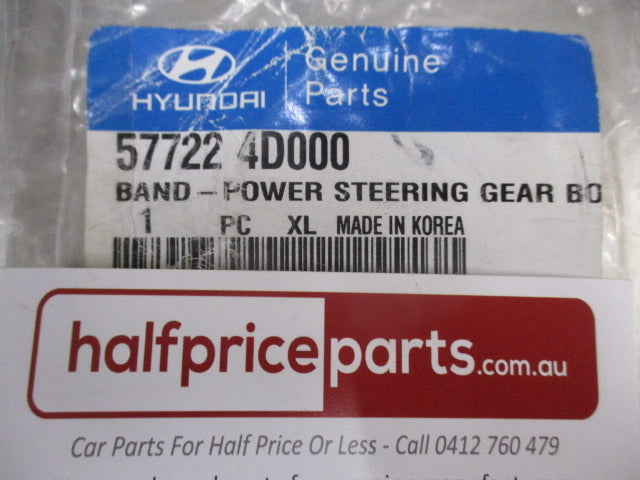 HYUNDAI
Genuine
Parts
57722 4D000
BAND - POWER STEERING GEAR BO
1 PC XL MADE IN KOREA
halfpriceparts.com.au
Car Parts For Half Price Or Less - Call 0412 760 479